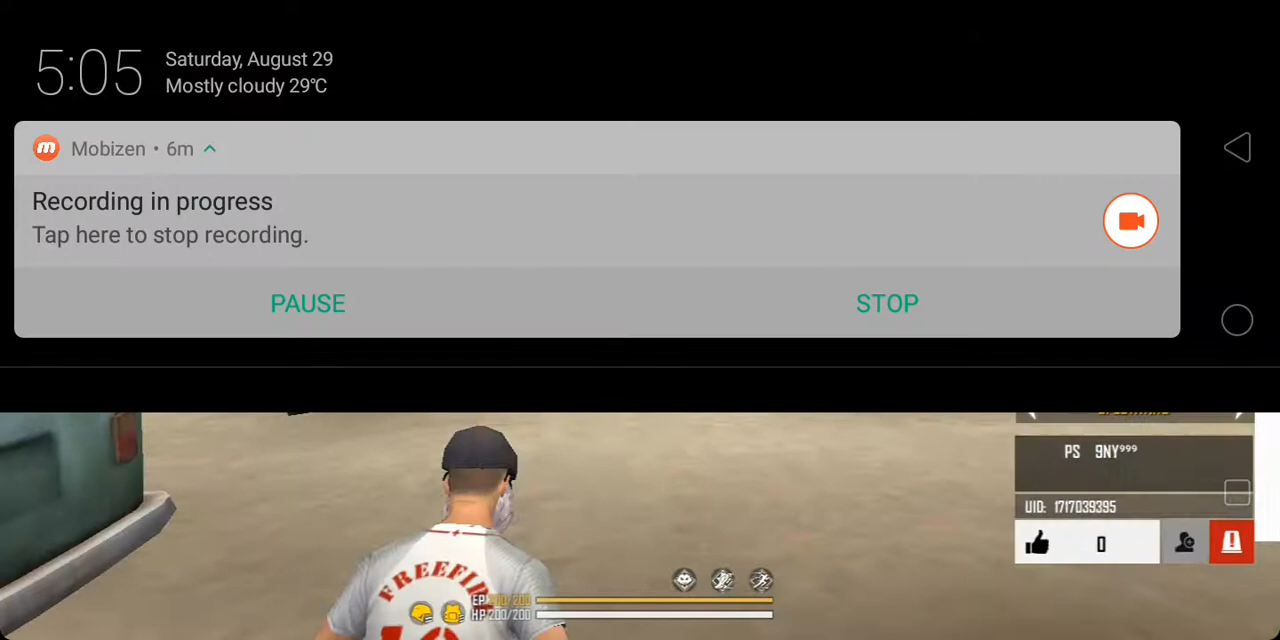 5:05
Saturday, August 29
Mostly cloudy 29°C
Mobizen • 6m
Recording in progress
Tap here to stop recording.
PAUSE
STOP
PS 9NY⁹⁹⁹
UID: 1717039395
0
FREEFI
EP 200/200
HP 200/200